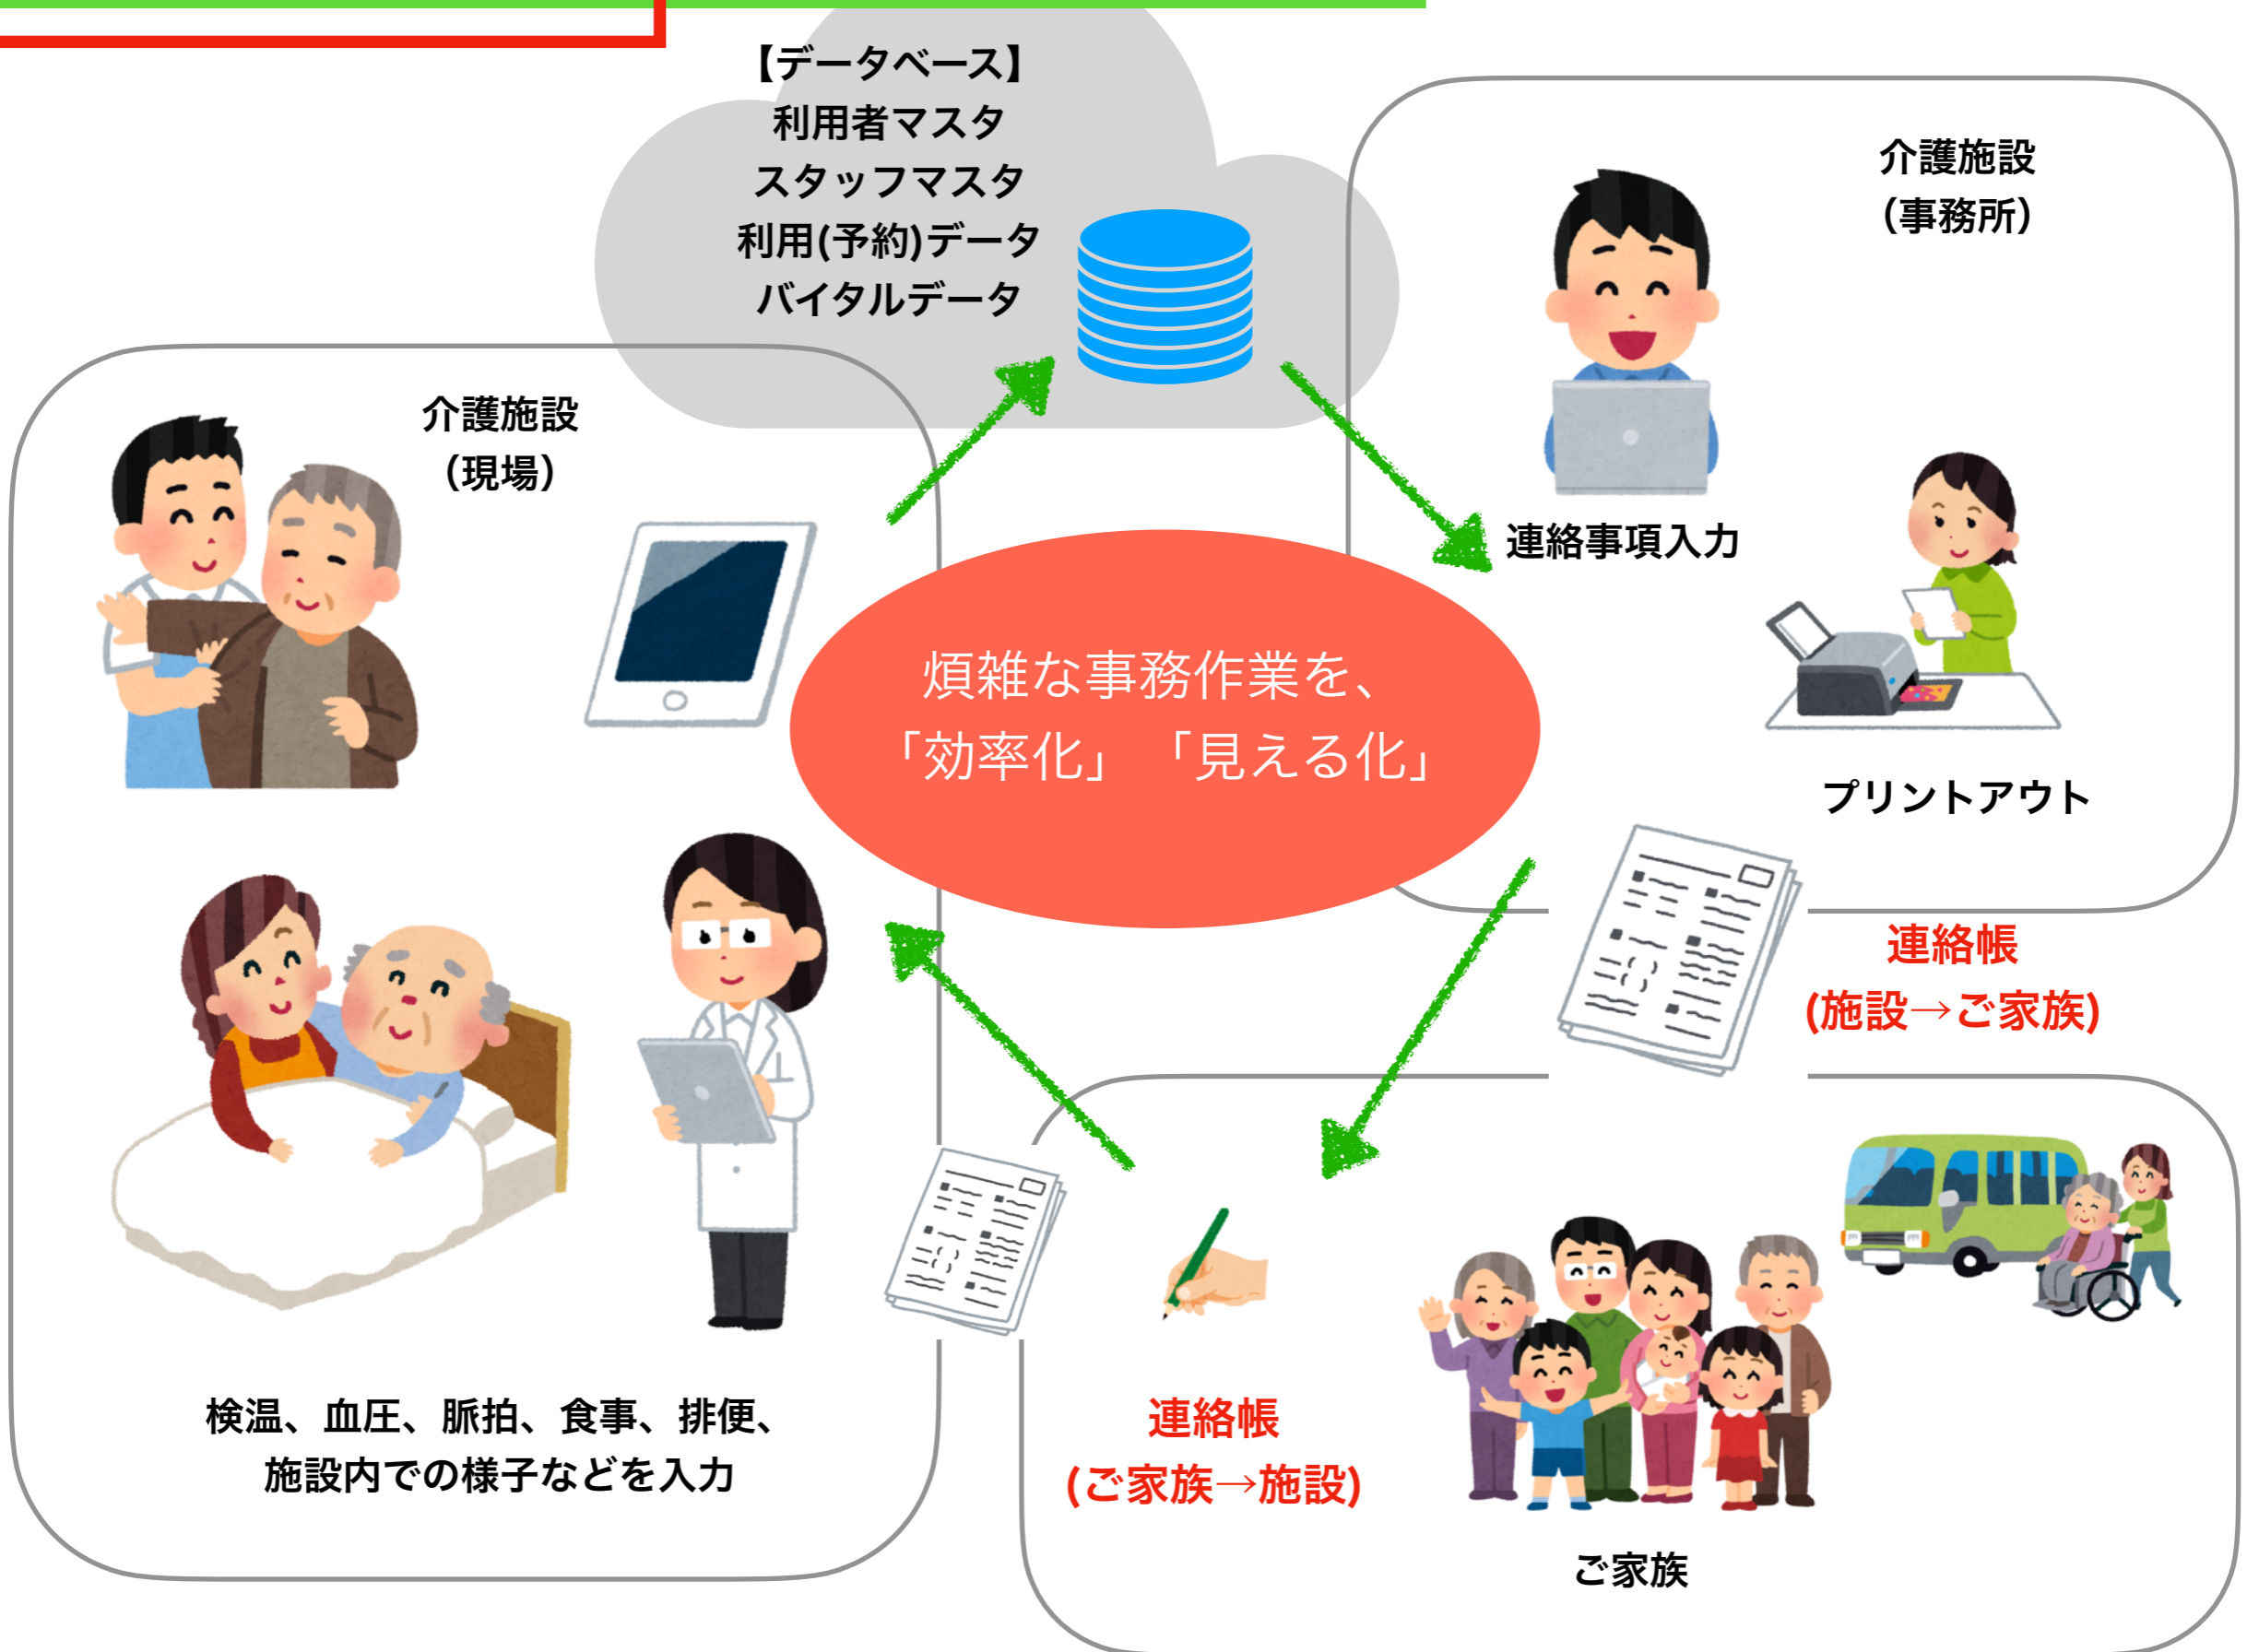 【データベース】
利用者マスタ
スタッフマスタ
利用(予約)データ
バイタルデータ
介護施設
（事務所）
連絡事項入力
プリントアウト
介護施設
（現場）
煩雑な事務作業を、
「効率化」「見える化」
連絡帳
(施設→ご家族)
検温、血圧、脈拍、食事、排便、
施設内での様子などを入力
連絡帳
(ご家族→施設)
ご家族